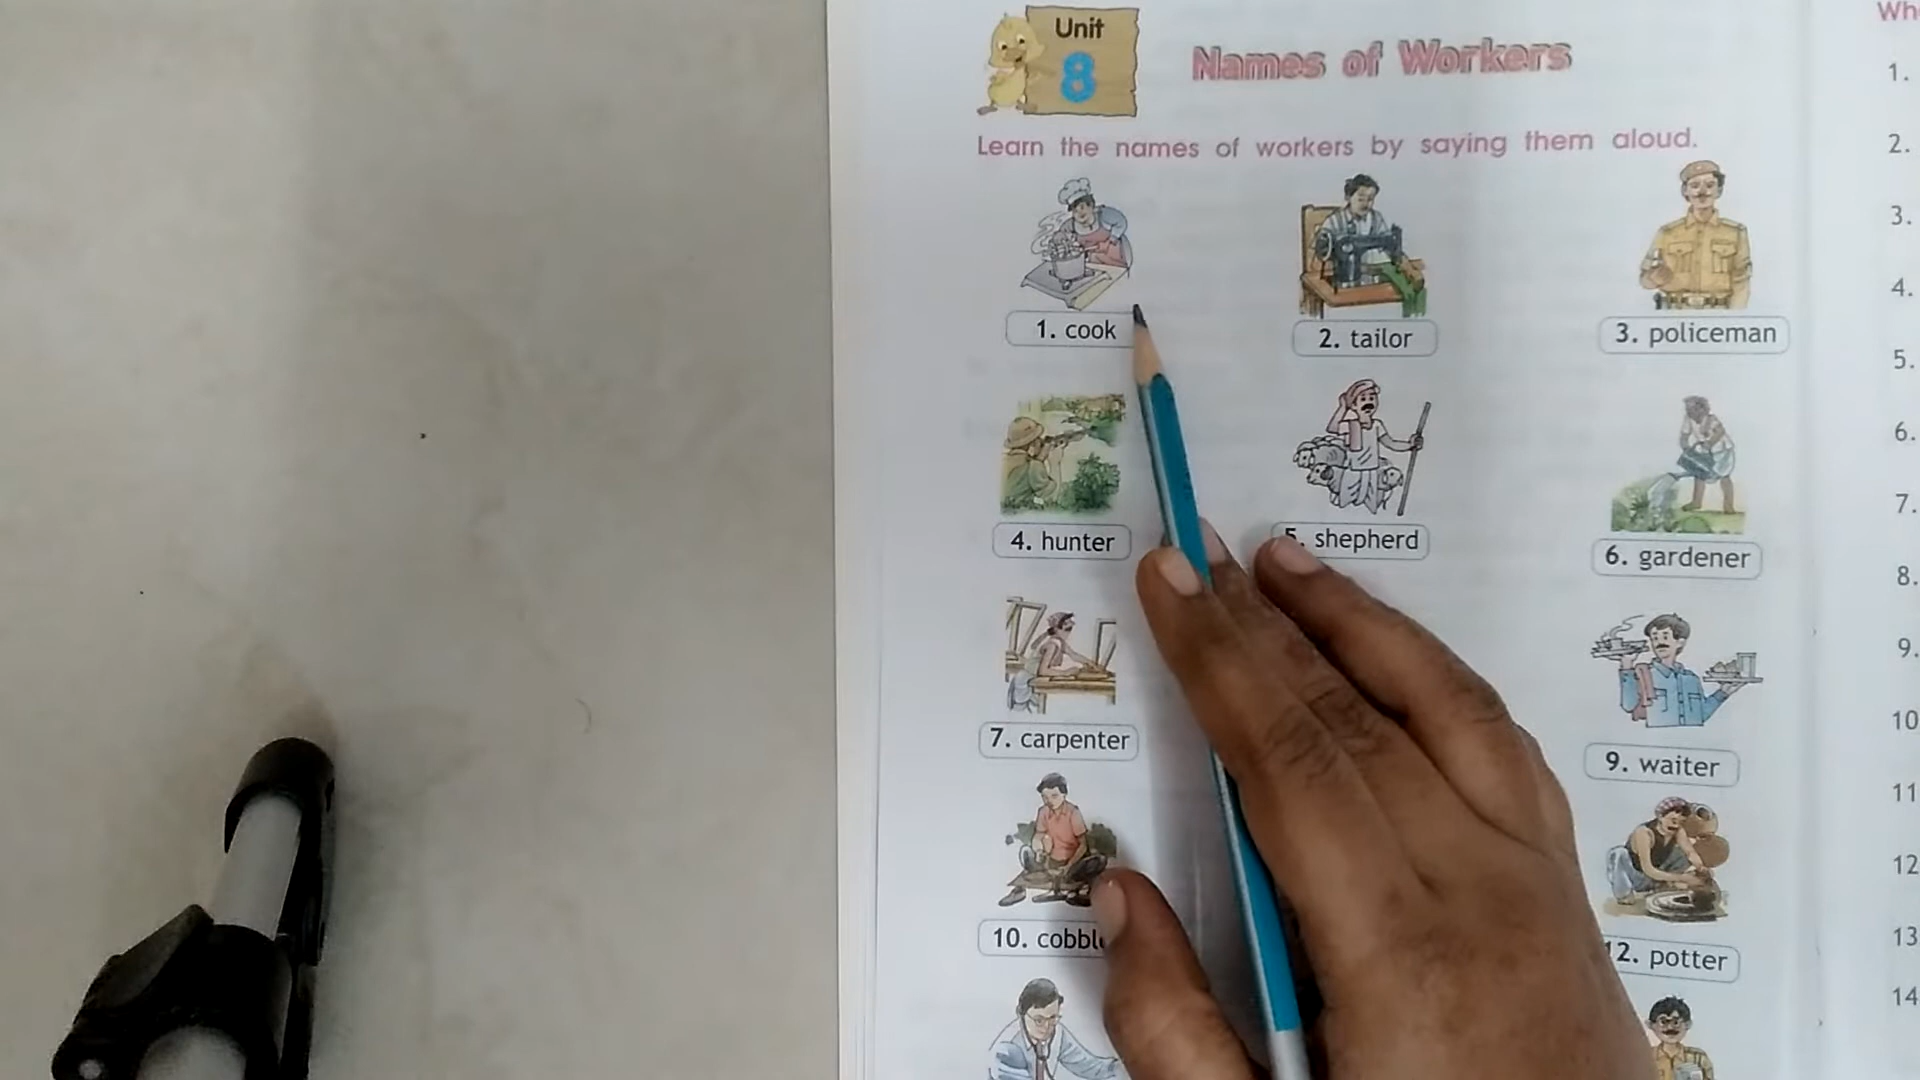 Unit
8
Names of Workers
Learn the names of workers by saying them aloud.
1. cook
2. tailor
3. policeman
4. hunter
5. shepherd
6. gardener
7. carpenter
9. waiter
10.
12. potter
1.
2.
3.
4.
5.
6.
7.
8.
9.
10
11
12
13
14